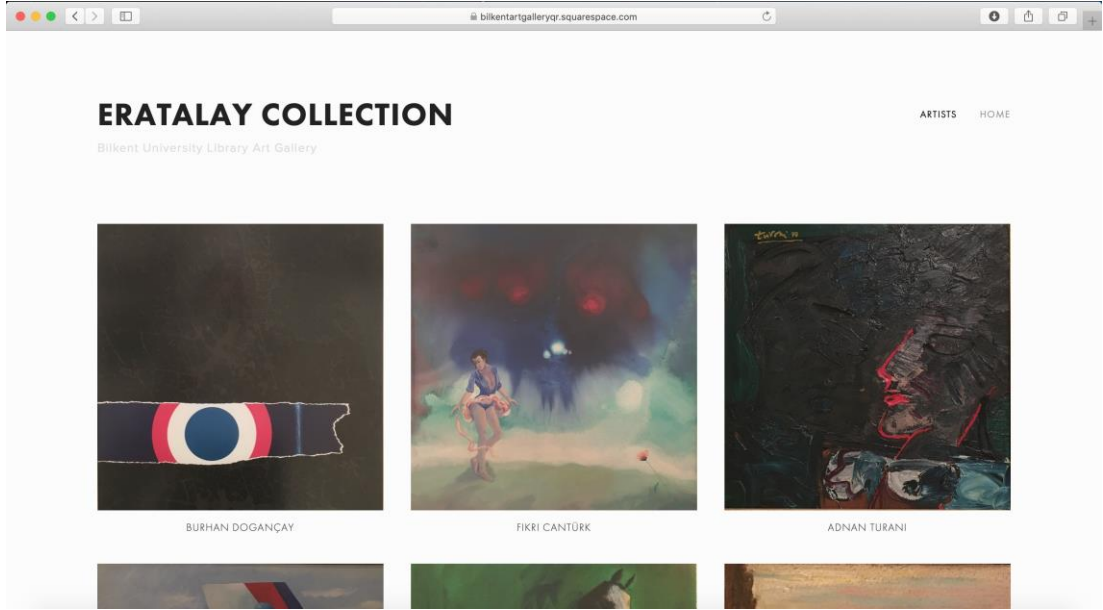 bilkentartgalleryqr.squarespace.com
ERATALAY COLLECTION
ARTISTS HOME
Bilkent University Library Art Gallery
BURHAN DOGANÇAY
FIKRI CANTÜRK
ADNAN TURANI